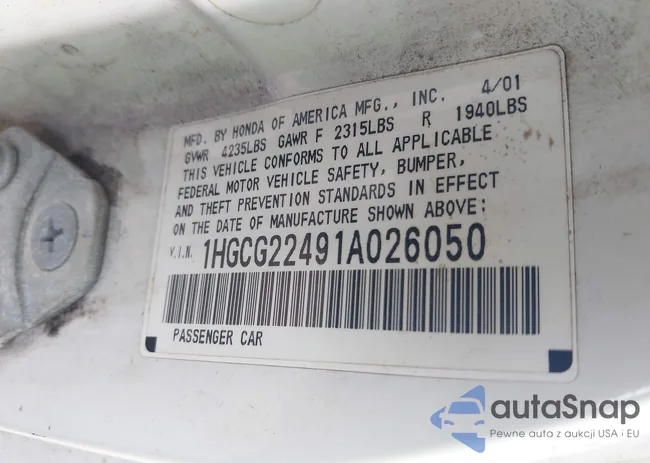 MFD. BY HONDA OF AMERICA MFG., INC. 4/01
GVWR 4235LBS GAWR F 2315LBS R 1940LBS
THIS VEHICLE CONFORMS TO ALL APPLICABLE
FEDERAL MOTOR VEHICLE SAFETY, BUMPER,
AND THEFT PREVENTION STANDARDS IN EFFECT
ON THE DATE OF MANUFACTURE SHOWN ABOVE:
V.I.N. 1HGCG22491A026050
PASSENGER CAR
autoSnap
Pewne auta z aukcji USA i EU